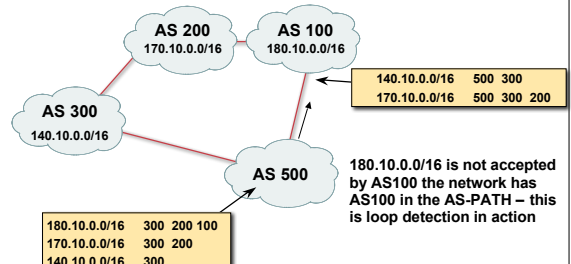 AS 200
170.10.0.0/16
AS 100
180.10.0.0/16
140.10.0.0/16 500 300
170.10.0.0/16 500 300 200
AS 300
140.10.0.0/16
AS 500
180.10.0.0/16 is not accepted
by AS100 the network has
AS100 in the AS-PATH – this
is loop detection in action
180.10.0.0/16 300 200 100
170.10.0.0/16 300 200
140.10.0.0/16 300